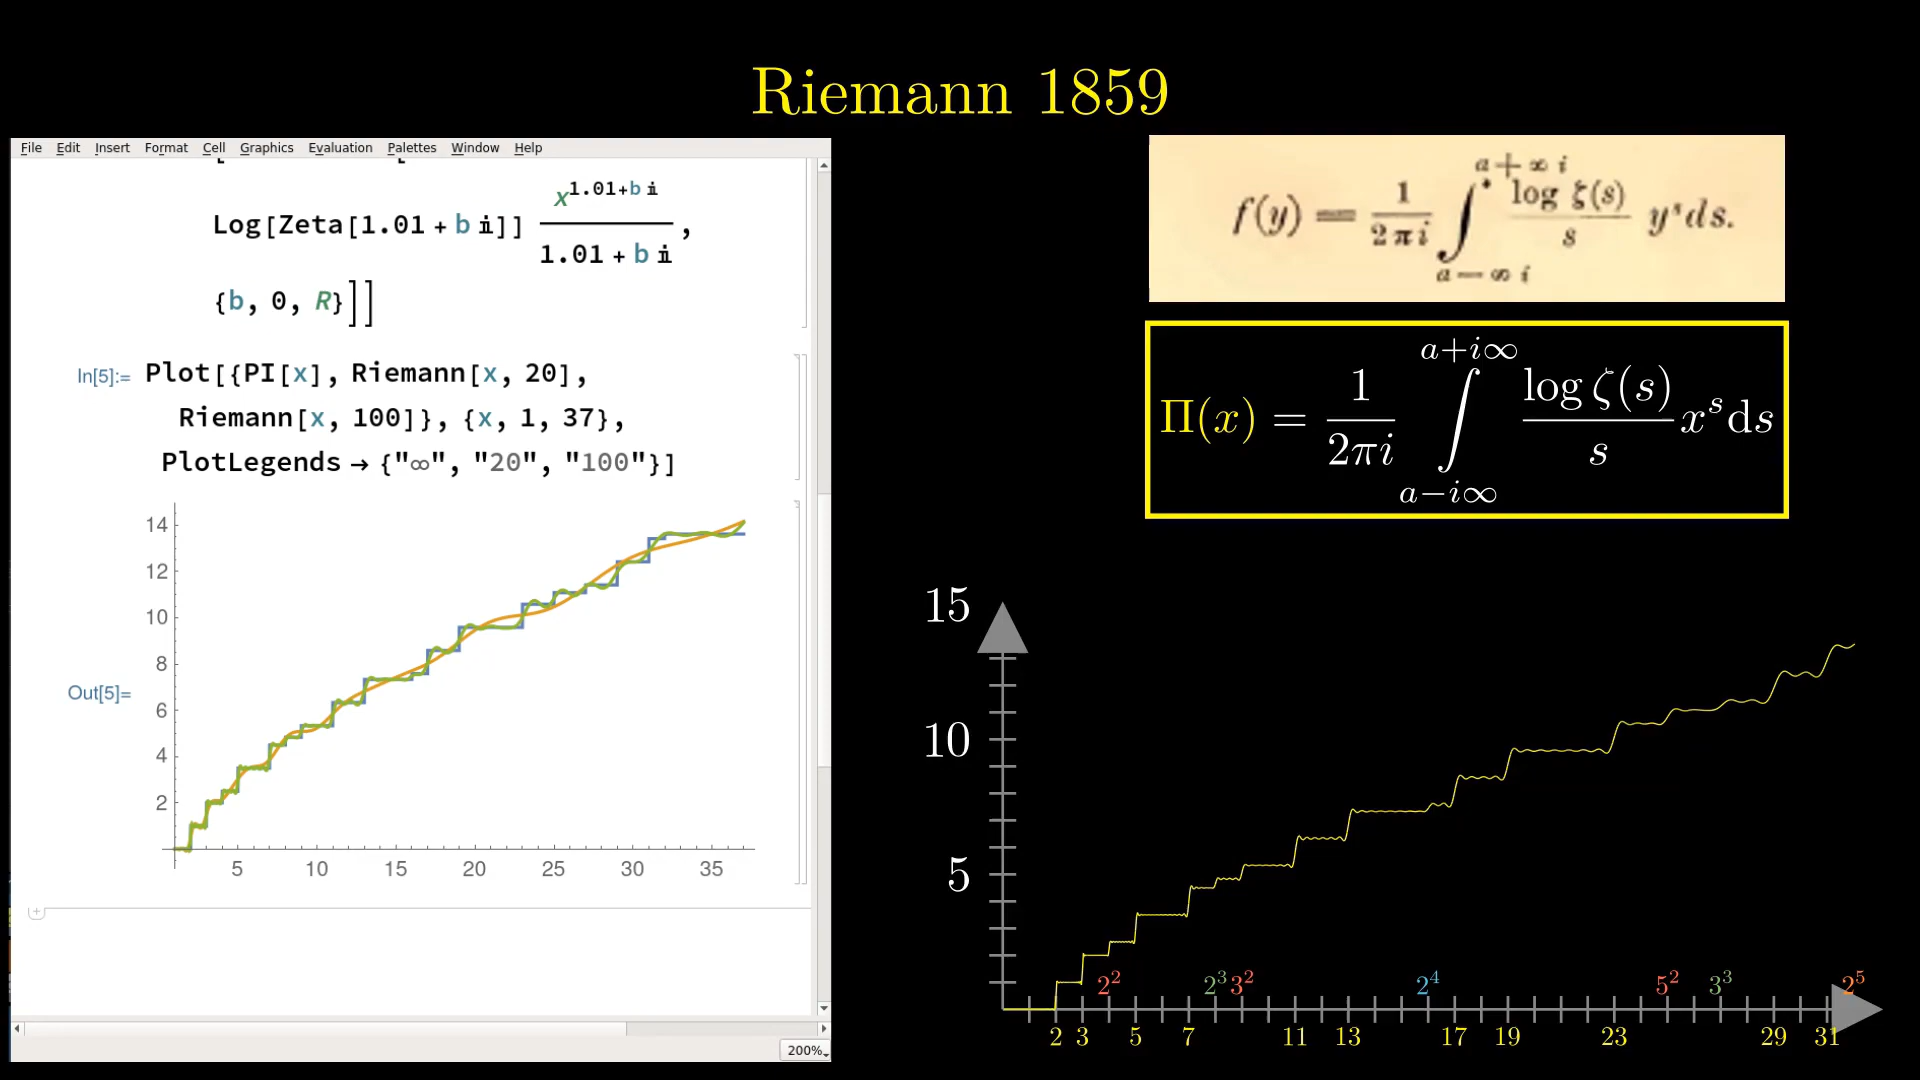 Riemann 1859
File Edit Insert Format Cell Graphics Evaluation Palettes Window Help
x^1.01+b i
Log[Zeta[1.01 + b i]] ,
1.01 + b i
{b, 0, R}]]
In[5]:= Plot[{PI[x], Riemann[x, 20],
Riemann[x, 100]}, {x, 1, 37},
PlotLegends → {"∞", "20", "100"}]
Out[5]=
14
12
10
8
6
4
2
5 10 15 20 25 30 35
200%
a + ∞ i
f(y) = 1/2πi ∫ log ζ(s)/s y^s ds.
a − ∞ i
a+i∞
Π(x) = 1/2πi ∫ log ζ(s)/s x^s ds
a−i∞
15
10
5
2² 2³ 3² 2⁴ 5² 3³ 2⁵
2 3 5 7 11 13 17 19 23 29 31